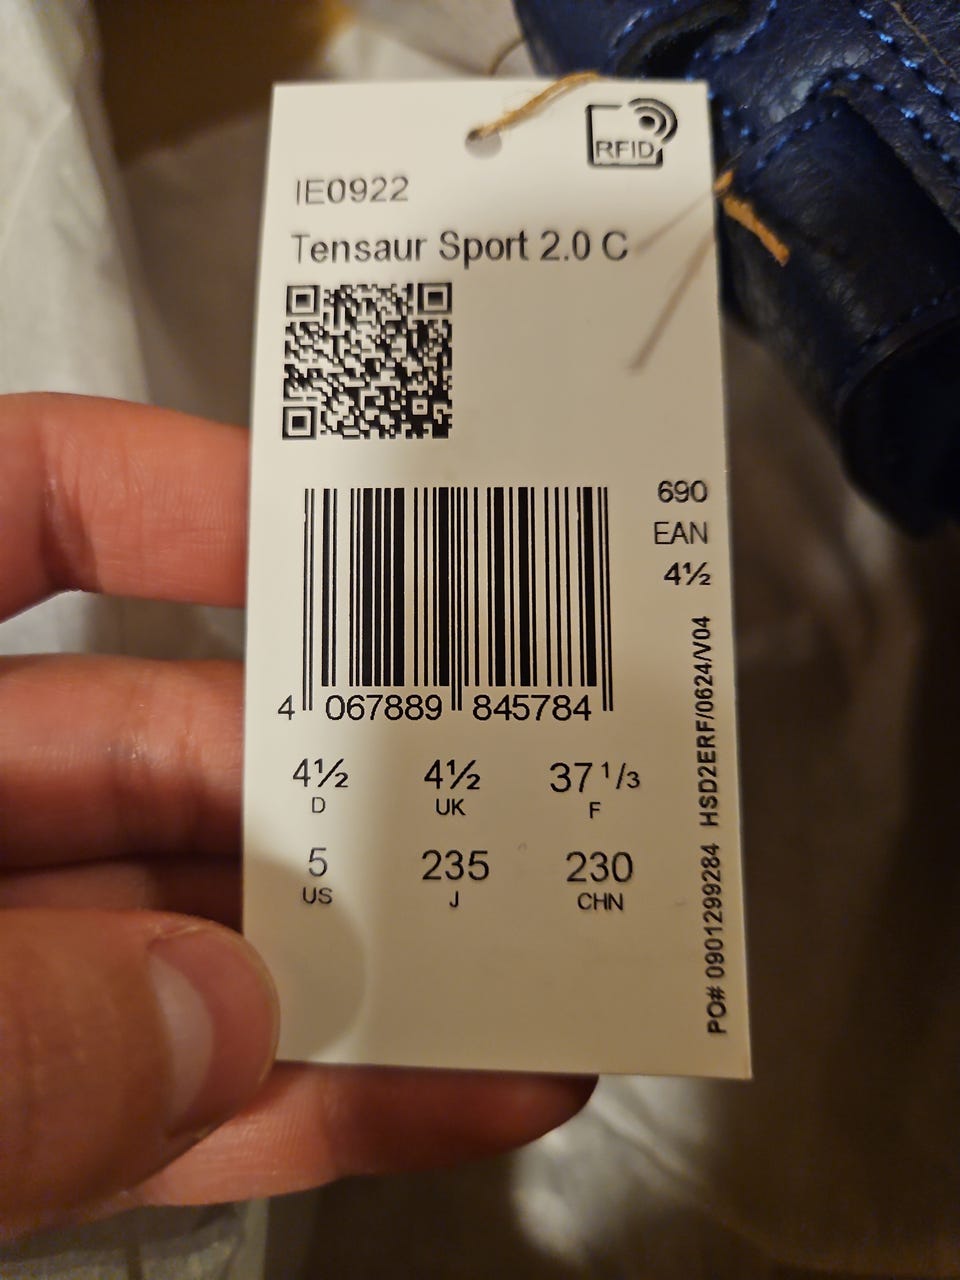 RFID
IE0922
Tensaur Sport 2.0 C
690
EAN
4½
4 067889 845784
4½ 4½ 37 1/3
D UK F
5 235 230
US J CHN
PO# 0901299284 HSD2ERF/0624/V04